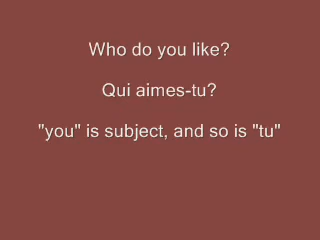 Who do you like?
Qui aimes-tu?
"you" is subject, and so is "tu"